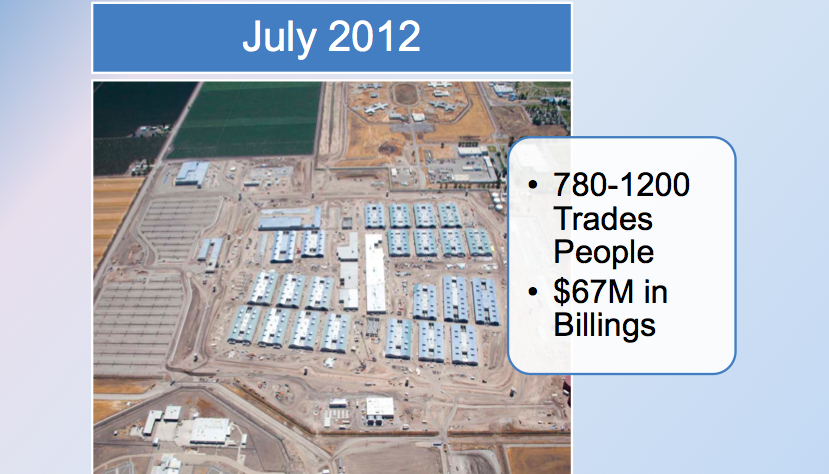 July 2012
• 780-1200
Trades
People
• $67M in
Billings